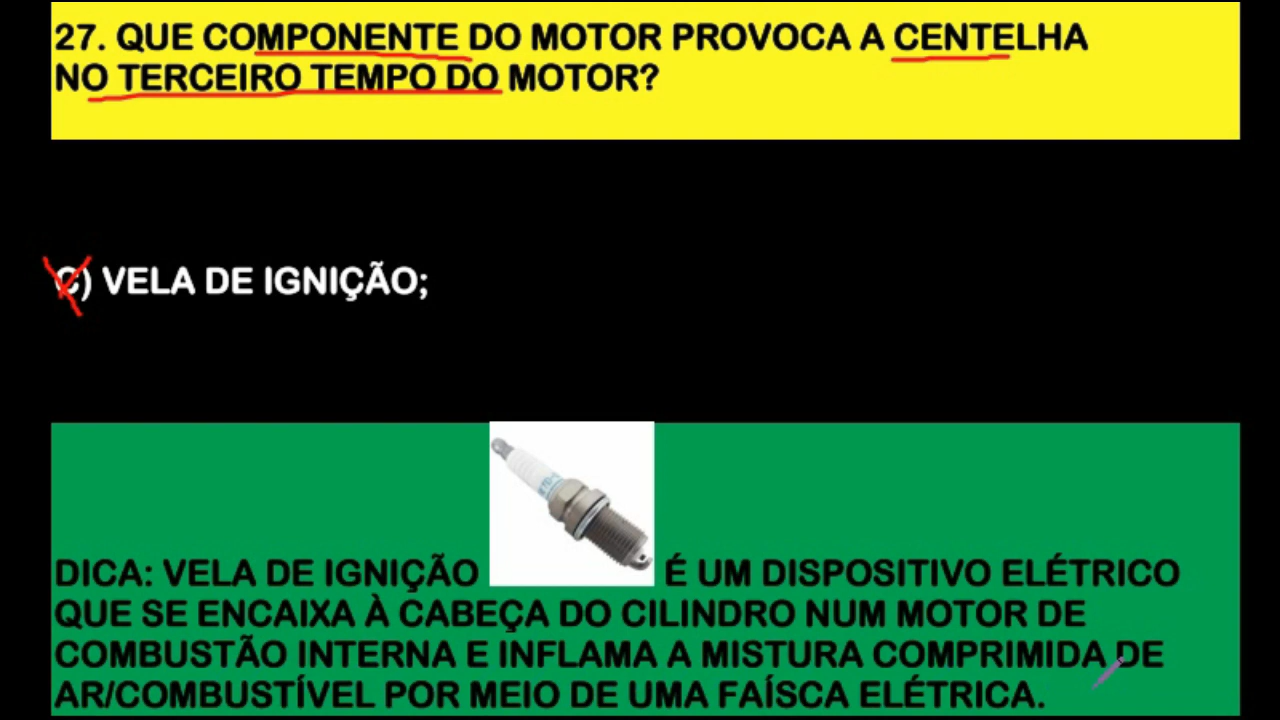 27. QUE COMPONENTE DO MOTOR PROVOCA A CENTELHA
NO TERCEIRO TEMPO DO MOTOR?
C) VELA DE IGNIÇÃO;
DICA: VELA DE IGNIÇÃO É UM DISPOSITIVO ELÉTRICO
QUE SE ENCAIXA À CABEÇA DO CILINDRO NUM MOTOR DE
COMBUSTÃO INTERNA E INFLAMA A MISTURA COMPRIMIDA DE
AR/COMBUSTÍVEL POR MEIO DE UMA FAÍSCA ELÉTRICA.